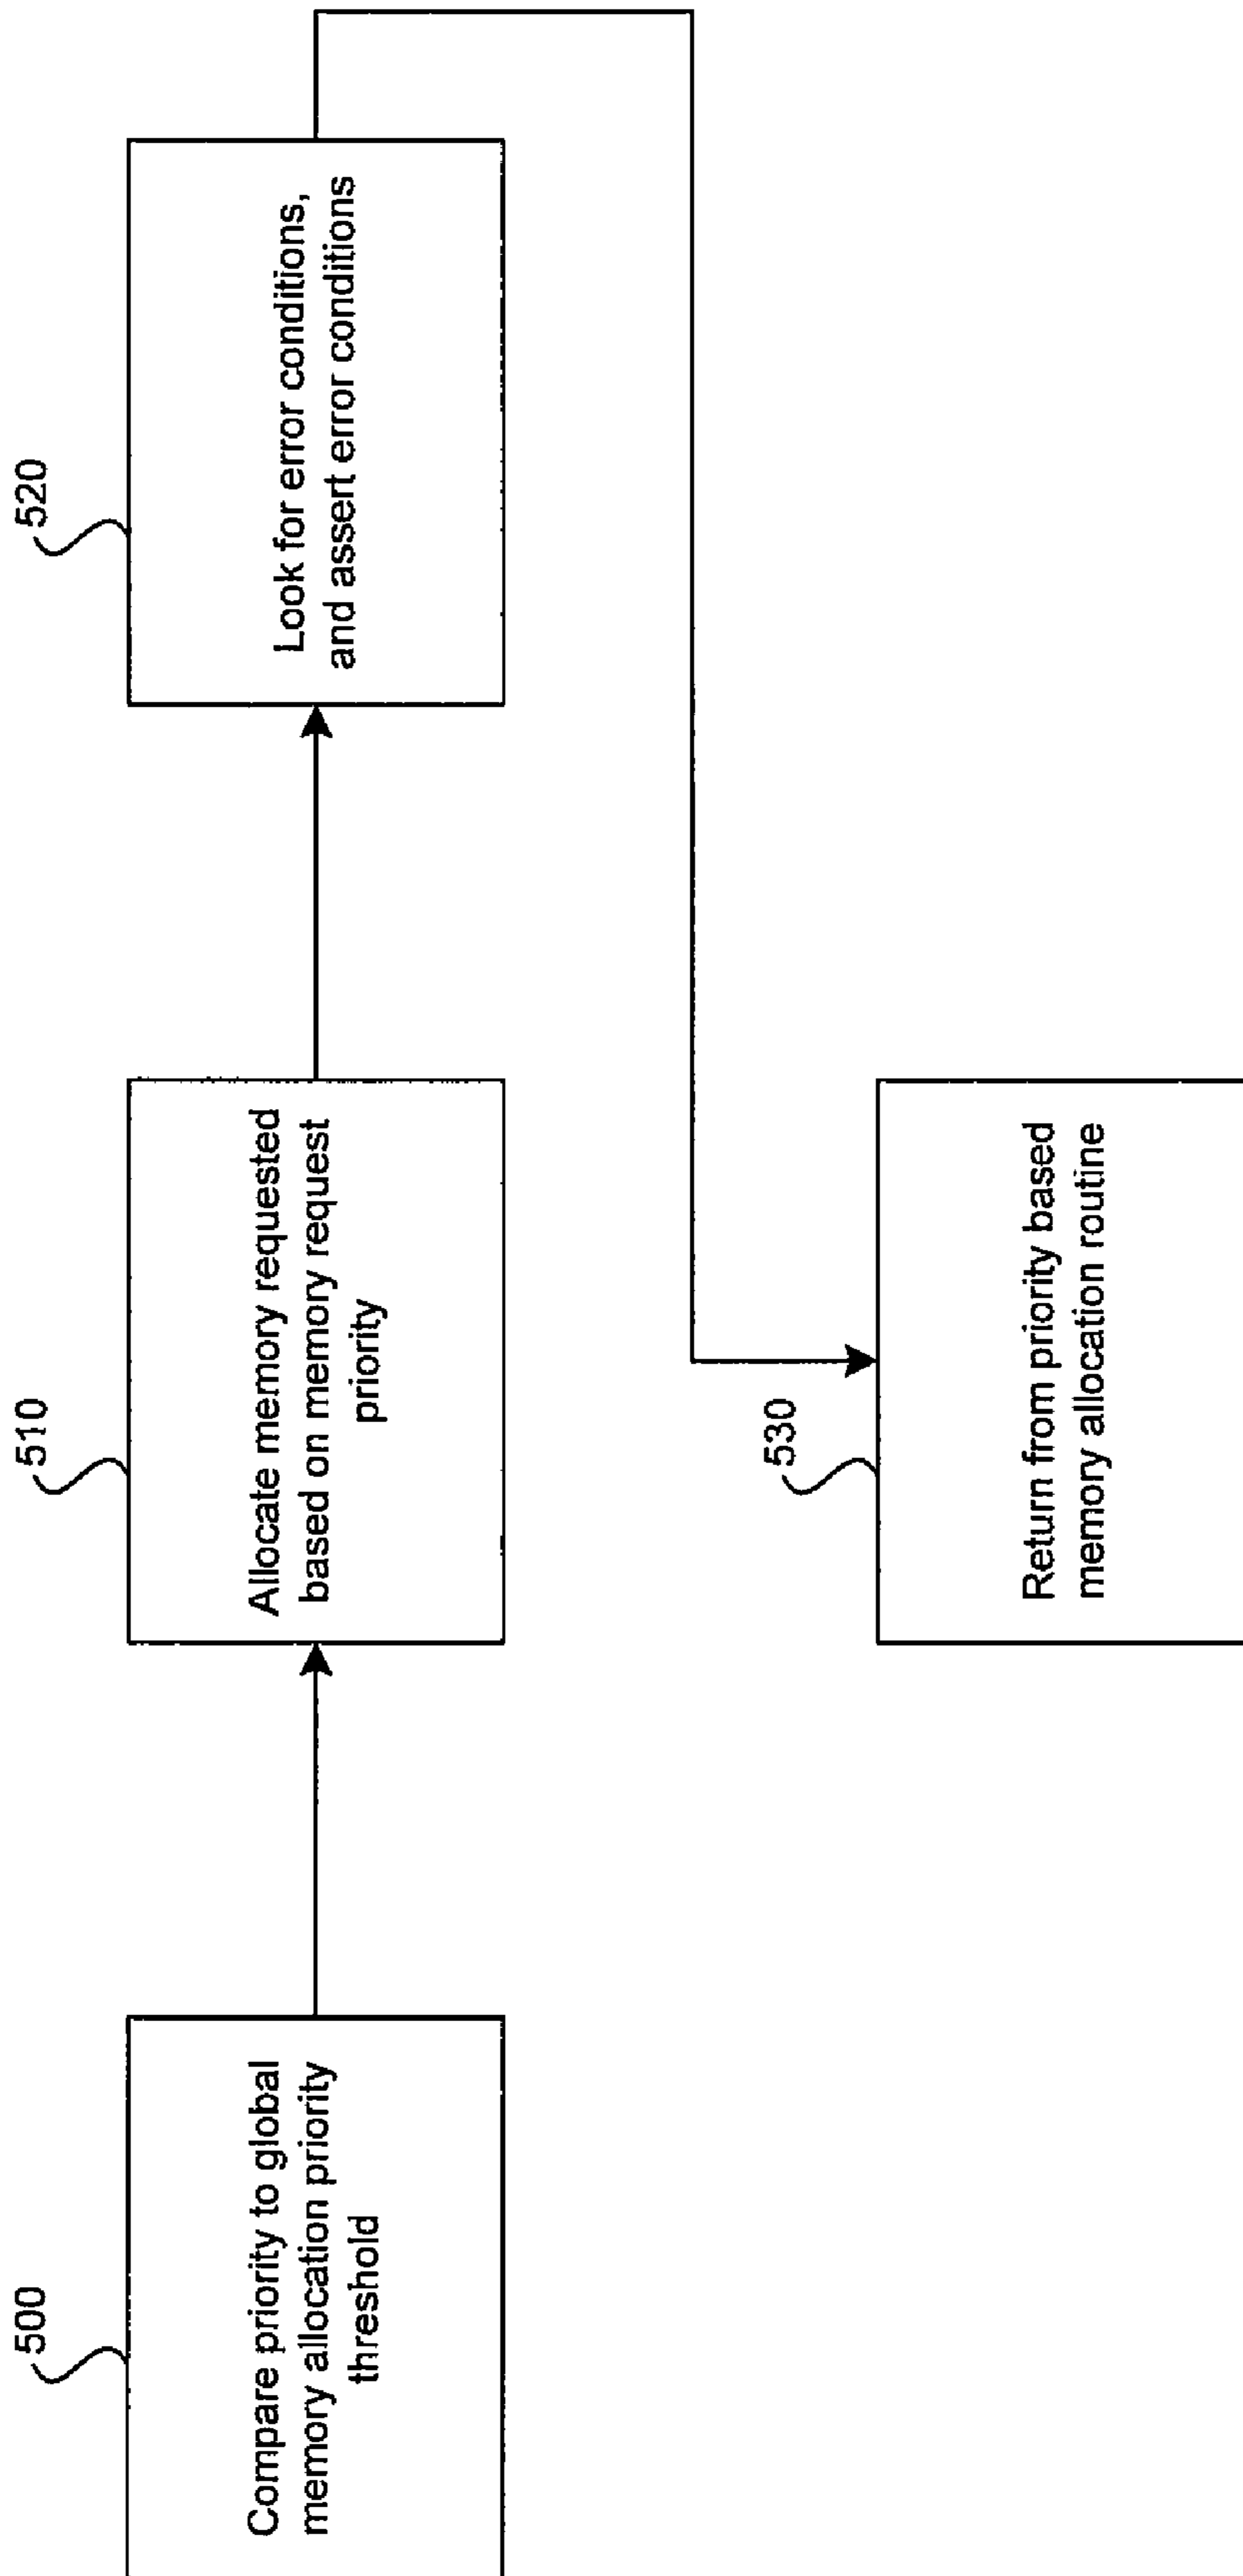 500
Compare priority to global
memory allocation priority
threshold
510
Allocate memory requested
based on memory request
priority
520
Look for error conditions,
and assert error conditions
530
Return from priority based
memory allocation routine